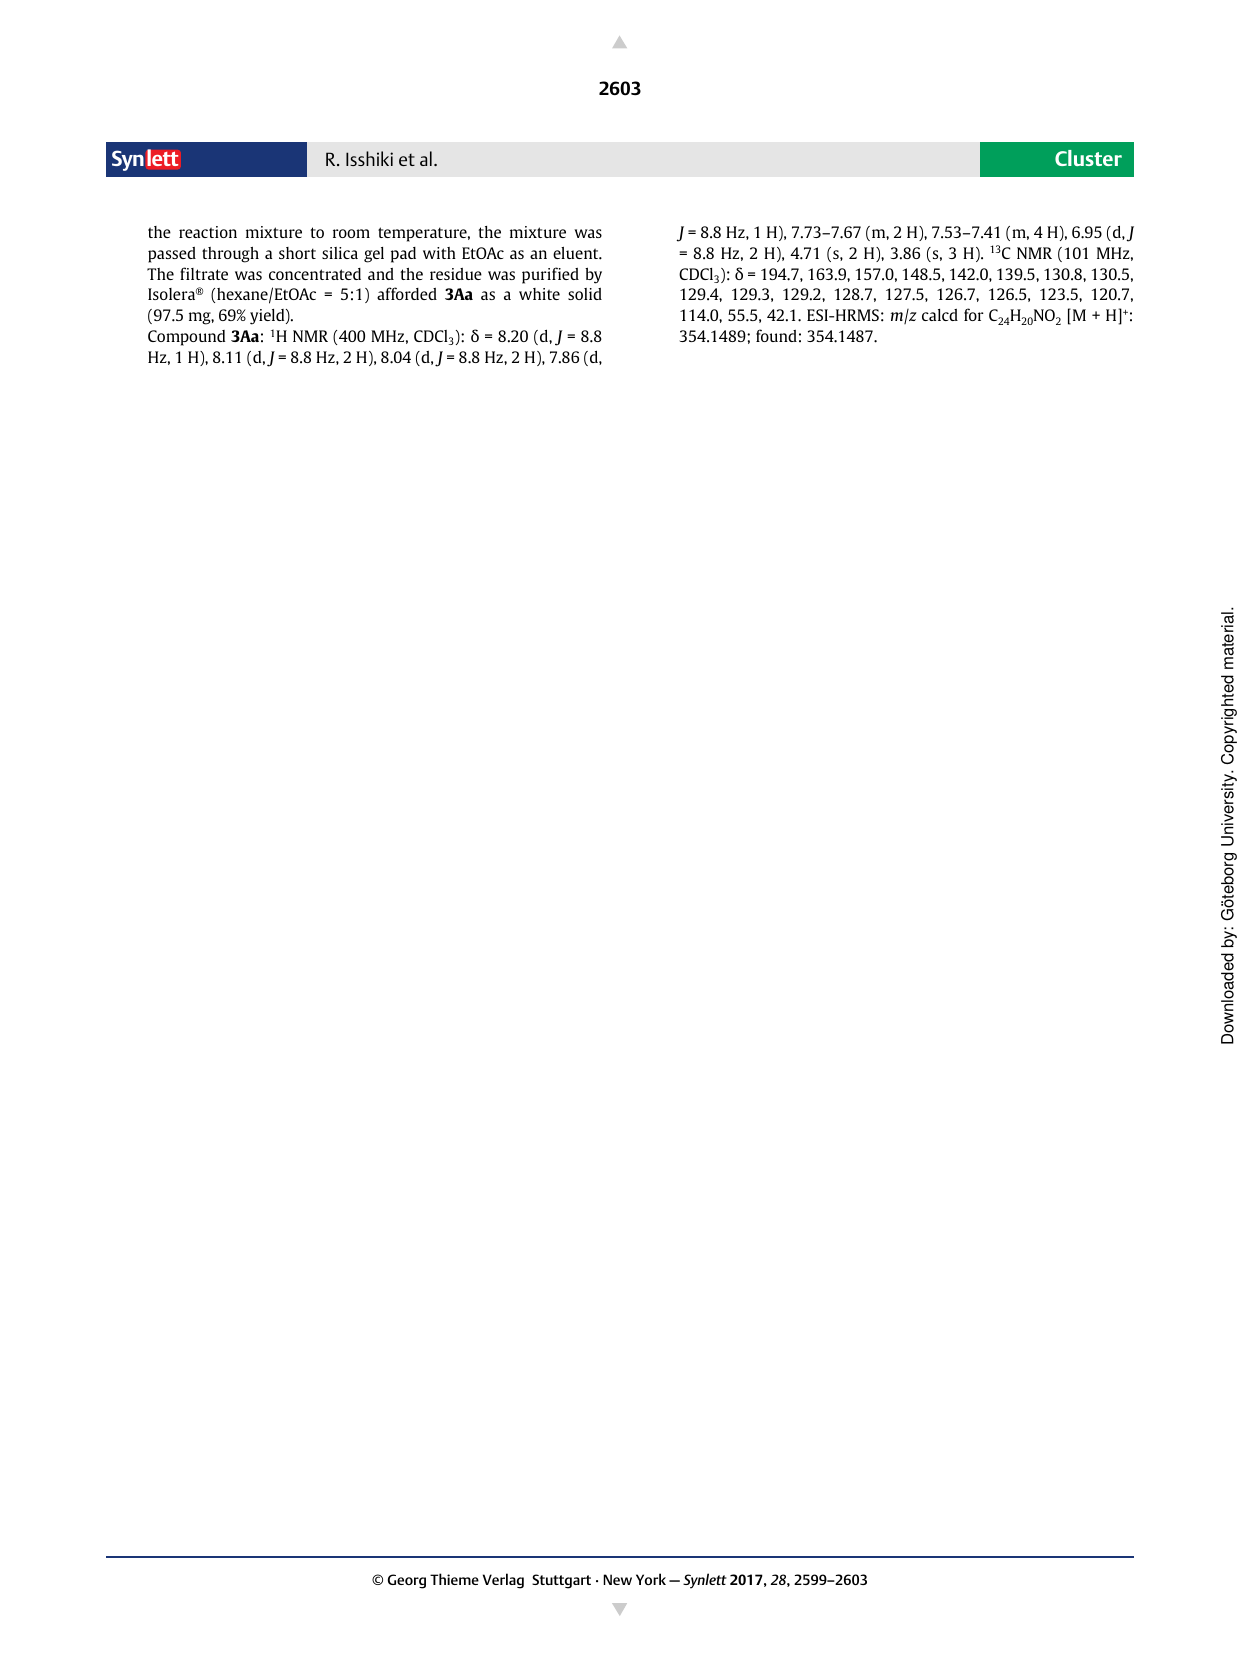 2603
Synlett
R. Isshiki et al.
Cluster
the reaction mixture to room temperature, the mixture was
passed through a short silica gel pad with EtOAc as an eluent.
The filtrate was concentrated and the residue was purified by
Isolera® (hexane/EtOAc = 5:1) afforded 3Aa as a white solid
(97.5 mg, 69% yield).
Compound 3Aa: ¹H NMR (400 MHz, CDCl₃): δ = 8.20 (d, J = 8.8
Hz, 1 H), 8.11 (d, J = 8.8 Hz, 2 H), 8.04 (d, J = 8.8 Hz, 2 H), 7.86 (d,
J = 8.8 Hz, 1 H), 7.73–7.67 (m, 2 H), 7.53–7.41 (m, 4 H), 6.95 (d, J
= 8.8 Hz, 2 H), 4.71 (s, 2 H), 3.86 (s, 3 H). ¹³C NMR (101 MHz,
CDCl₃): δ = 194.7, 163.9, 157.0, 148.5, 142.0, 139.5, 130.8, 130.5,
129.4, 129.3, 129.2, 128.7, 127.5, 126.7, 126.5, 123.5, 120.7,
114.0, 55.5, 42.1. ESI-HRMS: m/z calcd for C₂₄H₂₀NO₂ [M + H]⁺:
354.1489; found: 354.1487.
Downloaded by: Göteborg University. Copyrighted material.
© Georg Thieme Verlag Stuttgart · New York — Synlett 2017, 28, 2599–2603